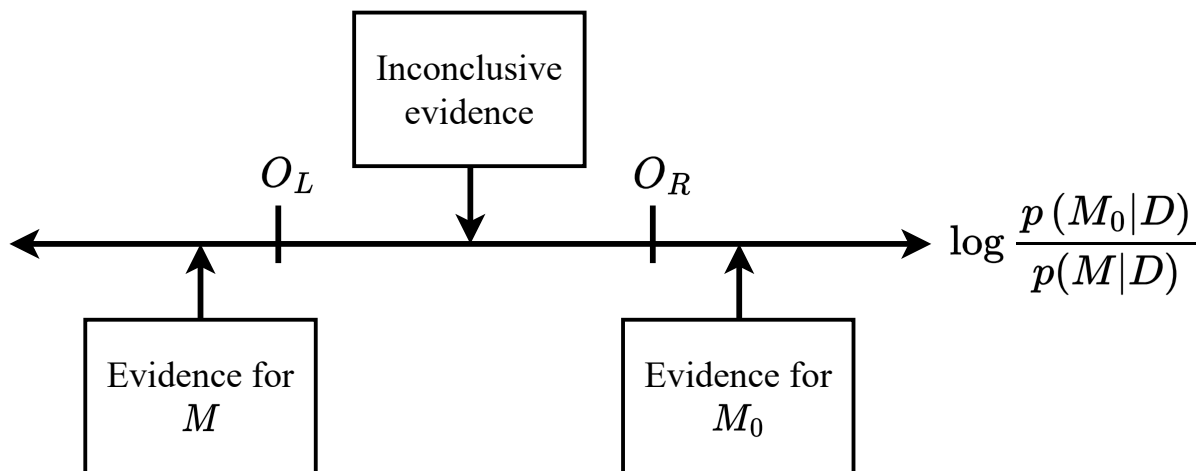 Inconclusive
evidence
O_L
O_R
log p(M_0|D) / p(M|D)
Evidence for
M
Evidence for
M_0